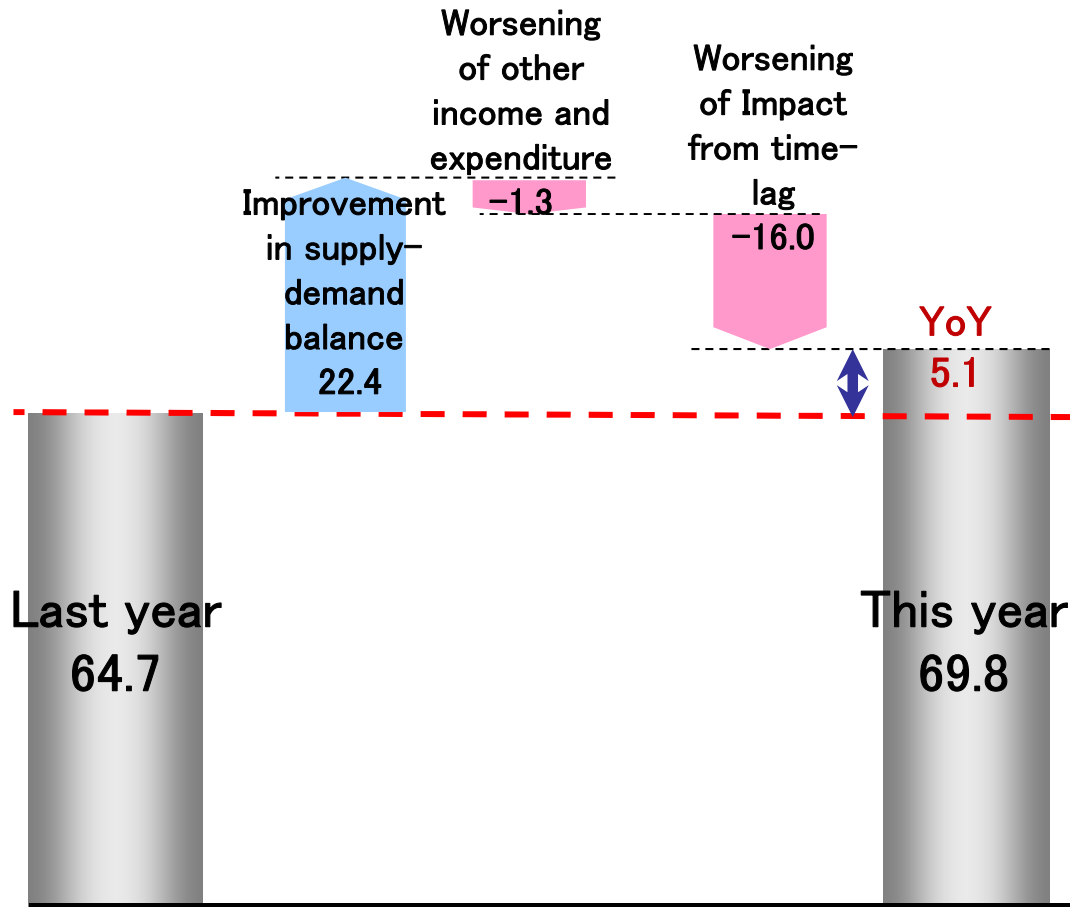 Worsening
of other
income and
expenditure
-1.3
Worsening
of Impact
from time-
lag
-16.0
Improvement
in supply-
demand
balance
22.4
YoY
5.1
Last year
64.7
This year
69.8